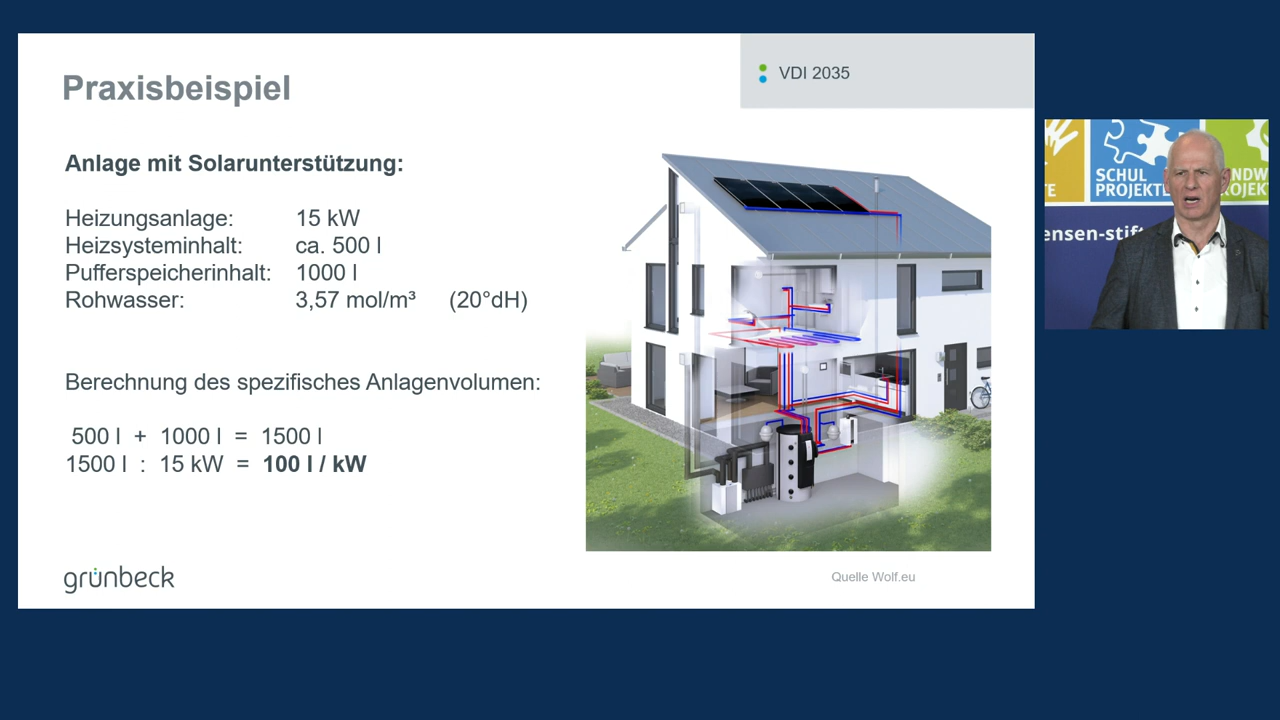 Praxisbeispiel
VDI 2035
Anlage mit Solarunterstützung:
Heizungsanlage: 15 kW
Heizsysteminhalt: ca. 500 l
Pufferspeicherinhalt: 1000 l
Rohwasser: 3,57 mol/m³ (20°dH)
Berechnung des spezifisches Anlagenvolumen:
500 l + 1000 l = 1500 l
1500 l : 15 kW = 100 l / kW
grünbeck
Quelle Wolf.eu
SCHUL
PROJEKTE